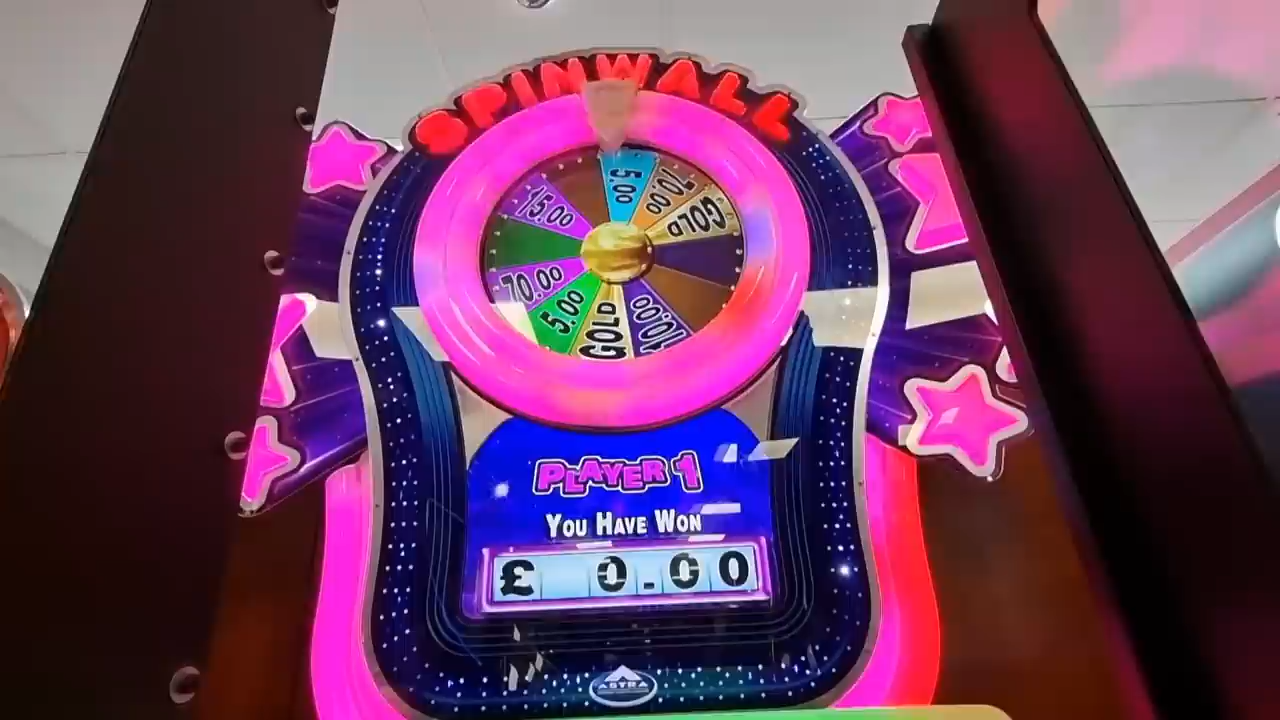 SPINWALL
5.00
70.00
GOLD
10.00
GOLD
5.00
70.00
15.00
PLAYER 1
YOU HAVE WON
£ 0.00
ASTRA